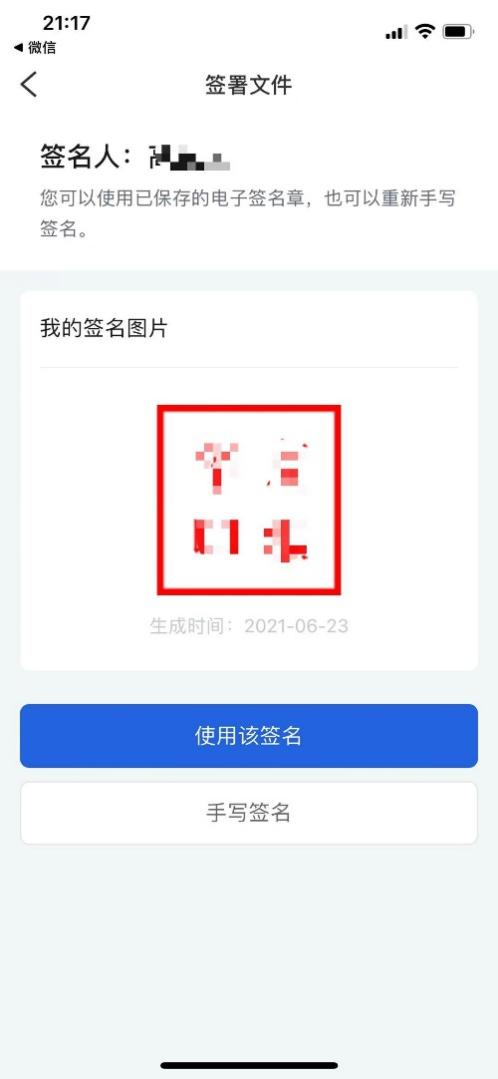 21:17
微信
签署文件
签名人：
您可以使用已保存的电子签名章，也可以重新手写
签名。
我的签名图片
生成时间：2021-06-23
使用该签名
手写签名